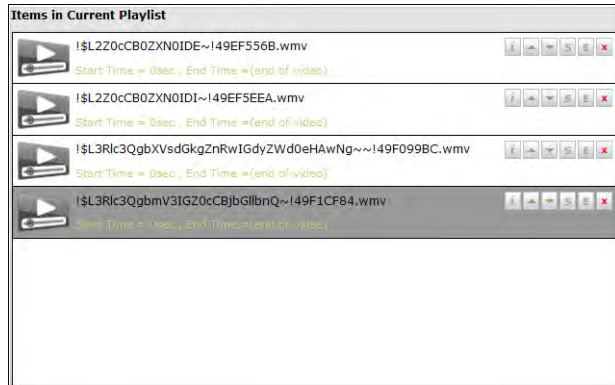 Items in Current Playlist
!$L2Z0cCB0ZXN0IDE~!49EF556B.wmv
i S E x
Start Time = 0sec , End Time =(end of video)
!$L2Z0cCB0ZXN0IDI~!49EF5EEA.wmv
i S E x
Start Time = 0sec , End Time =(end of video)
!$L3Rlc3QgbXVsdGkgZnRwIGdyZWd0eHAwNg~~!49F099BC.wmv
i S E x
Start Time = 0sec , End Time =(end of video)
!$L3Rlc3QgbmV3IGZ0cCBjbGllbnQ~!49F1CF84.wmv
i S E x
Start Time = 0sec , End Time =(end of video)